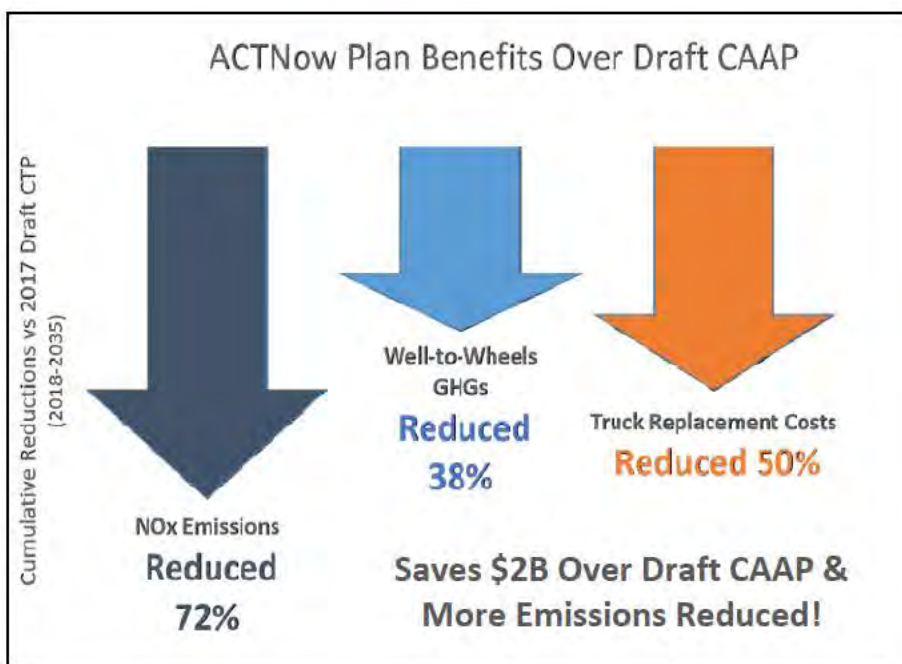 ACTNow Plan Benefits Over Draft CAAP
Cumulative Reductions vs 2017 Draft CTP
(2018-2035)
NOx Emissions
Reduced
72%
Well-to-Wheels
GHGs
Reduced
38%
Truck Replacement Costs
Reduced 50%
Saves $2B Over Draft CAAP &
More Emissions Reduced!